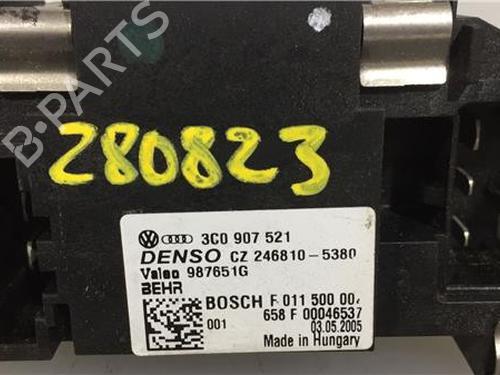 B-PARTS
280823
3C0 907 521
DENSO CZ 246810-5380
Valeo 987651G
BEHR
BOSCH F 011 500 00
658 F 00046537
001
03.05.2005
Made in Hungary